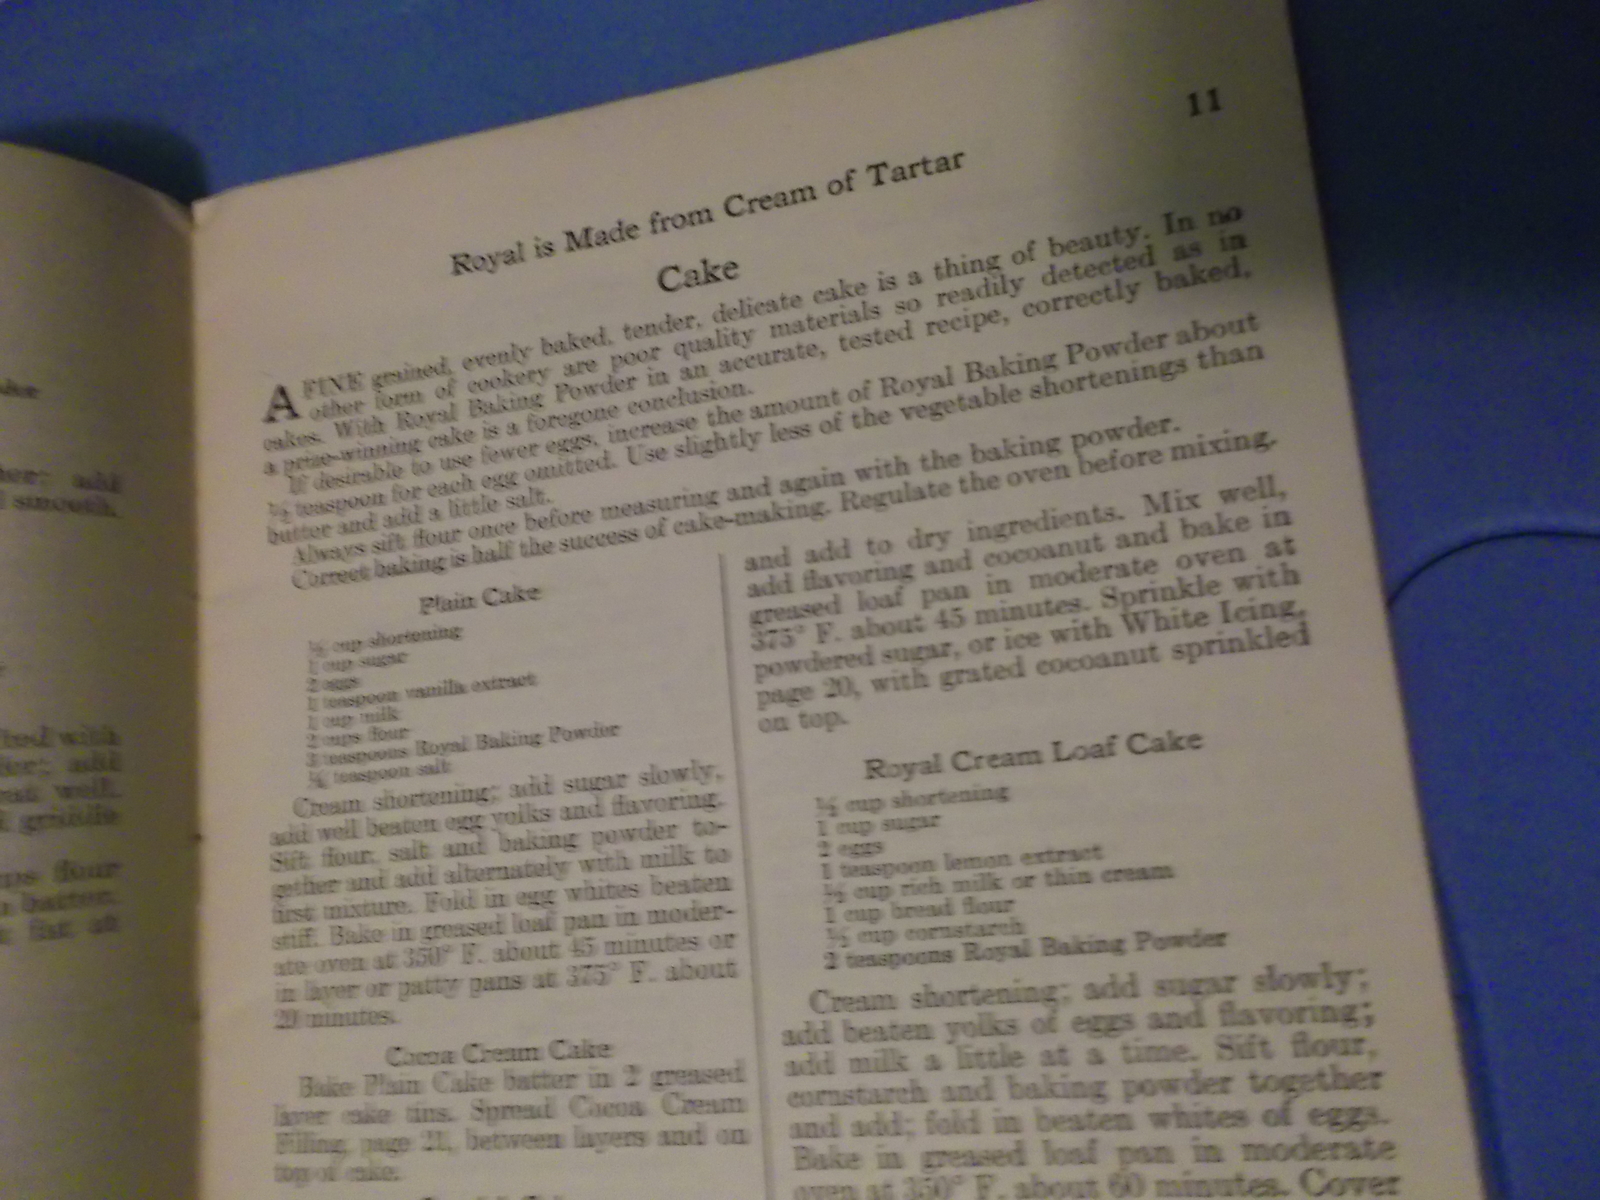 11
Royal is Made from Cream of Tartar
Cake
A FINE grained, evenly baked, tender, delicate cake is a thing of beauty. In no
other form of cookery are poor quality materials so readily detected as in
cakes. With Royal Baking Powder in an accurate, tested recipe, correctly baked,
a prize-winning cake is a foregone conclusion.
If desirable to use fewer eggs, increase the amount of Royal Baking Powder about
½ teaspoon for each egg omitted. Use slightly less of the vegetable shortenings than
butter and add a little salt.
Always sift flour once before measuring and again with the baking powder.
Correct baking is half the success of cake-making. Regulate the oven before mixing.
Plain Cake
cup shortening
1 cup sugar
2 eggs
1 teaspoon vanilla extract
1 cup milk
2 cups flour
3 teaspoons Royal Baking Powder
teaspoon salt
Cream shortening; add sugar slowly,
add well beaten egg yolks and flavoring.
Sift flour, salt and baking powder to-
gether and add alternately with milk to
first mixture. Fold in egg whites beaten
stiff. Bake in greased loaf pan in moder-
ate oven at 350° F. about 45 minutes or
in layer or patty pans at 375° F. about
20 minutes.
Cocoa Cream Cake
Bake Plain Cake batter in 2 greased
layer cake tins. Spread Cocoa Cream
Filling, page 21, between layers and on
top of cake.
and add to dry ingredients. Mix well,
add flavoring and cocoanut and bake in
greased loaf pan in moderate oven at
375° F. about 45 minutes. Sprinkle with
powdered sugar, or ice with White Icing,
page 20, with grated cocoanut sprinkled
on top.
Royal Cream Loaf Cake
cup shortening
1 cup sugar
2 eggs
1 teaspoon lemon extract
½ cup rich milk or thin cream
1 cup bread flour
cup cornstarch
2 teaspoons Royal Baking Powder
Cream shortening; add sugar slowly;
add beaten yolks of eggs and flavoring;
add milk a little at a time. Sift flour,
cornstarch and baking powder together
and add; fold in beaten whites of eggs.
Bake in greased loaf pan in moderate
oven at 350° F. about 60 minutes. Cover
add
smooth.
with
add
well.
griddle
flour
batter.